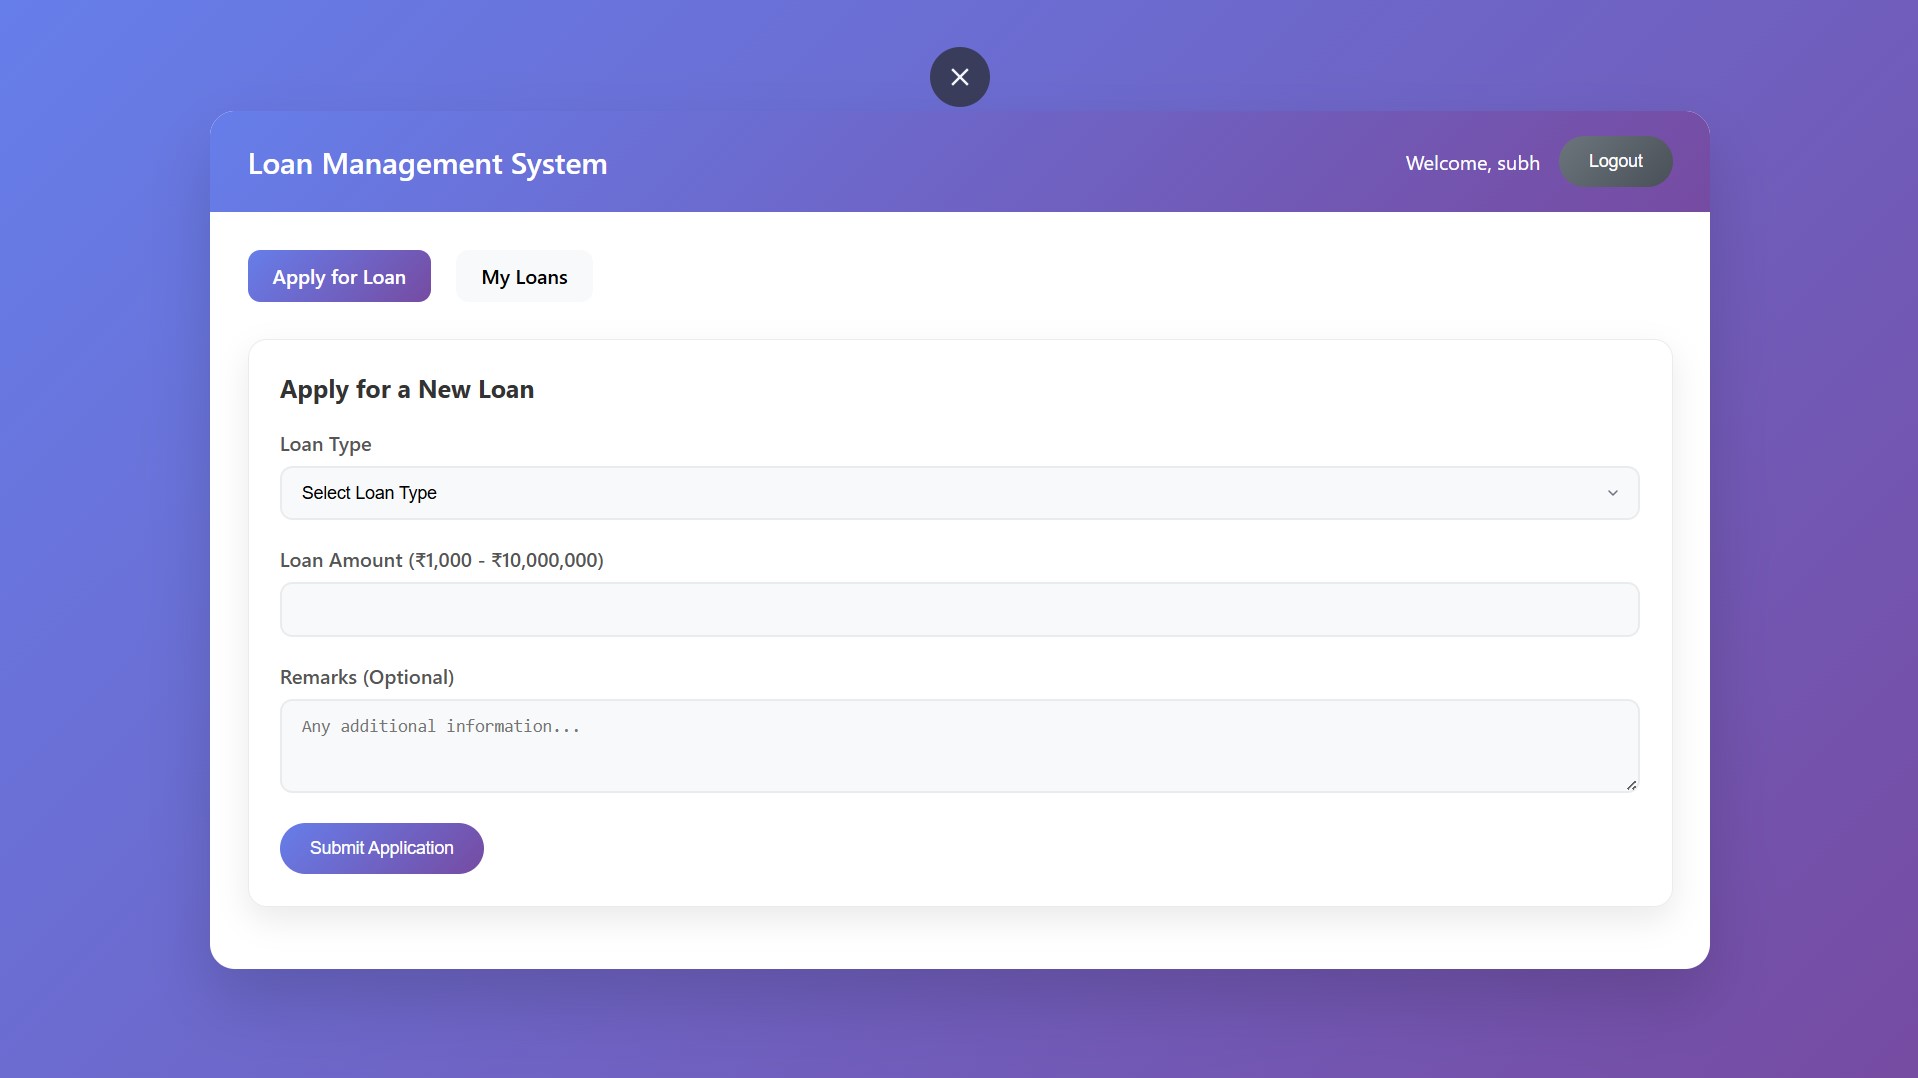 Loan Management System
Welcome, subh
Logout
Apply for Loan
My Loans
Apply for a New Loan
Loan Type
Select Loan Type
Loan Amount (₹1,000 - ₹10,000,000)
Remarks (Optional)
Any additional information...
Submit Application